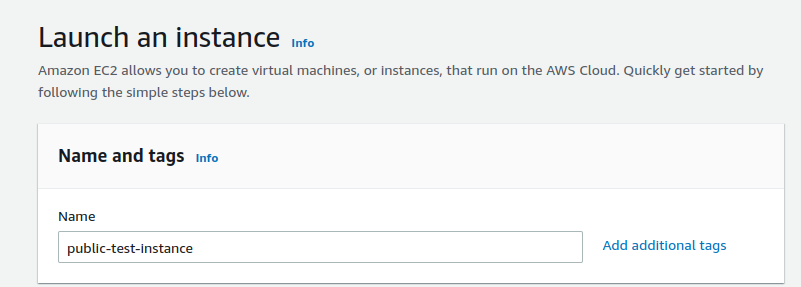 Launch an instance Info
Amazon EC2 allows you to create virtual machines, or instances, that run on the AWS Cloud. Quickly get started by
following the simple steps below.
Name and tags Info
Name
public-test-instance Add additional tags